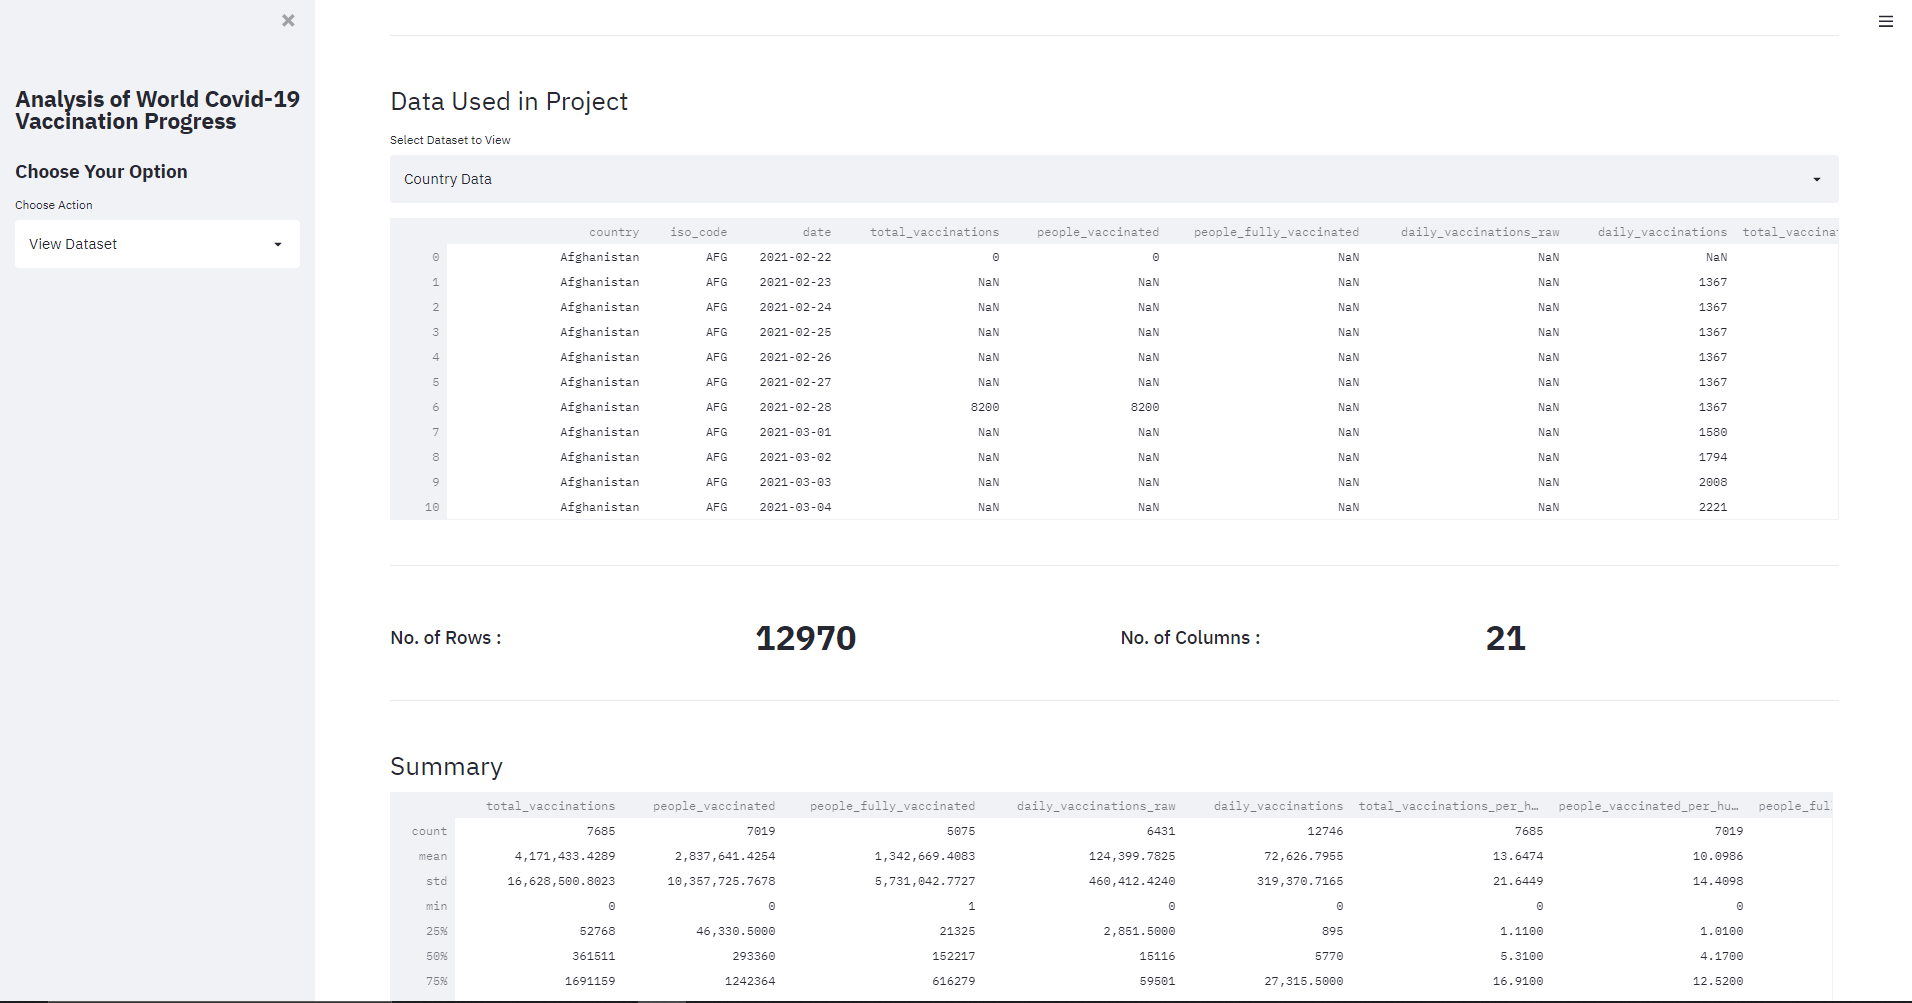 Analysis of World Covid-19
Vaccination Progress
Choose Your Option
Choose Action
View Dataset
Data Used in Project
Select Dataset to View
Country Data
country iso_code date total_vaccinations people_vaccinated people_fully_vaccinated daily_vaccinations_raw daily_vaccinations total_vaccina
0 Afghanistan AFG 2021-02-22 0 0 NaN NaN NaN
1 Afghanistan AFG 2021-02-23 NaN NaN NaN NaN 1367
2 Afghanistan AFG 2021-02-24 NaN NaN NaN NaN 1367
3 Afghanistan AFG 2021-02-25 NaN NaN NaN NaN 1367
4 Afghanistan AFG 2021-02-26 NaN NaN NaN NaN 1367
5 Afghanistan AFG 2021-02-27 NaN NaN NaN NaN 1367
6 Afghanistan AFG 2021-02-28 8200 8200 NaN NaN 1367
7 Afghanistan AFG 2021-03-01 NaN NaN NaN NaN 1580
8 Afghanistan AFG 2021-03-02 NaN NaN NaN NaN 1794
9 Afghanistan AFG 2021-03-03 NaN NaN NaN NaN 2008
10 Afghanistan AFG 2021-03-04 NaN NaN NaN NaN 2221
No. of Rows : 12970 No. of Columns : 21
Summary
total_vaccinations people_vaccinated people_fully_vaccinated daily_vaccinations_raw daily_vaccinations total_vaccinations_per_h… people_vaccinated_per_hu… people_ful
count 7685 7019 5075 6431 12746 7685 7019
mean 4,171,433.4289 2,837,641.4254 1,342,669.4083 124,399.7825 72,626.7955 13.6474 10.0986
std 16,628,500.8023 10,357,725.7678 5,731,042.7727 460,412.4240 319,370.7165 21.6449 14.4098
min 0 0 1 0 0 0 0
25% 52768 46,330.5000 21325 2,851.5000 895 1.1100 1.0100
50% 361511 293360 152217 15116 5770 5.3100 4.1700
75% 1691159 1242364 616279 59501 27,315.5000 16.9100 12.5200